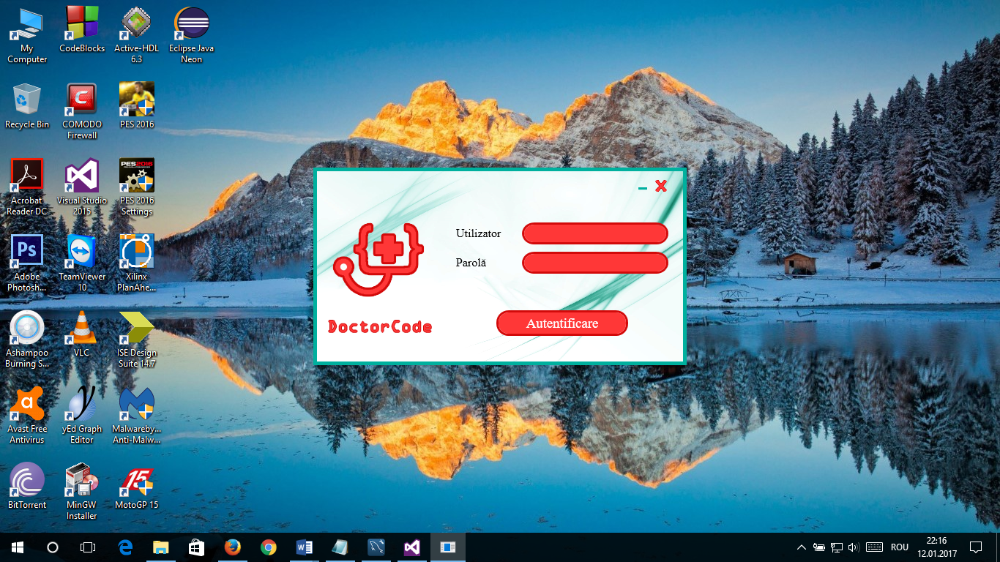 My
Computer
CodeBlocks
Active-HDL
6.3
Eclipse Java
Neon
Recycle Bin
COMODO
Firewall
PES 2016
Acrobat
Reader DC
Visual Studio
2015
PES2016
PES 2016
Settings
Ps
Adobe
Photosh...
TeamViewer
10
Xilinx
PlanAhe...
Ashampoo
Burning S...
VLC
ISE Design
Suite 14.7
Avast Free
Antivirus
yEd Graph
Editor
Malwareby...
Anti-Malw...
BitTorrent
MinGW
Installer
15
MotoGP 15
Utilizator
Parolă
DoctorCode
Autentificare
ROU
22:16
12.01.2017